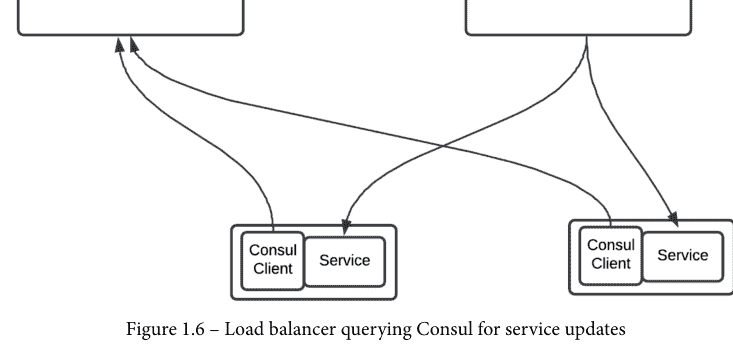 Consul
Client
Service
Consul
Client
Service
Figure 1.6 – Load balancer querying Consul for service updates